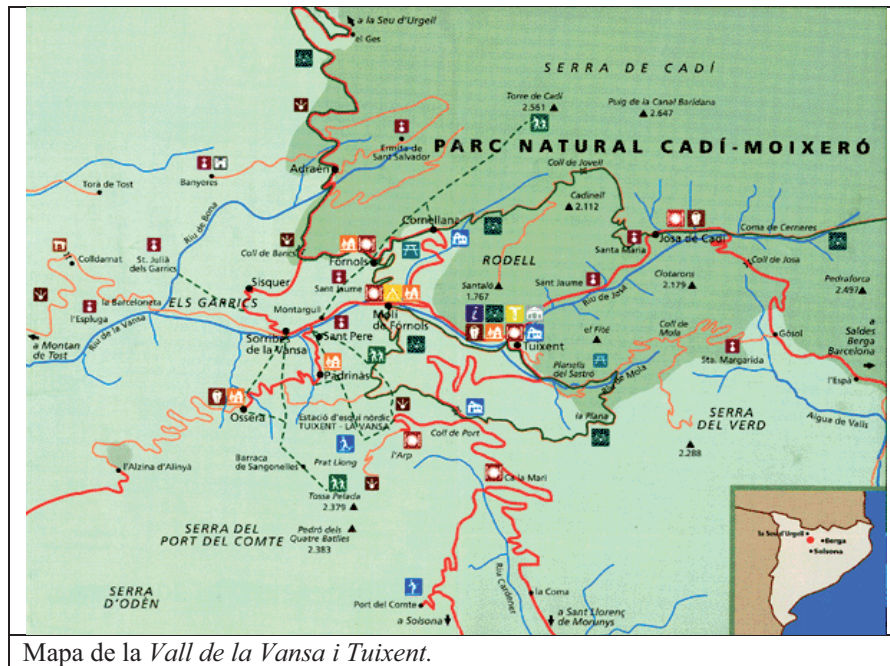 a la Seu d'Urgell
el Ges
SERRA DE CADÍ
Torre de Cadí
2.561
Puig de la Canal Baridana
2.647
PARC NATURAL CADÍ-MOIXERÓ
Ermita de
Sant Salvador
Coll de Jovell
Adraén
Banyeres
Torà de Tost
Riu de Bona
Cadinell
2.112
Cornellana
Coma de Cerneres
Josa de Cadí
Santa Maria
St. Julià
dels Garrics
Coll de Barics
Colldarnat
Fórnols
RODELL
Coll de Josa
Sisquer
Sant Jaume
Santaló
1.767
Sant Jaume
Clotarons
2.179
Pedraforca
2.497
la Barceloneta
ELS GARRICS
Montargull
Riu de Josa
l'Espluga
Riu de la Vansa
Molí
de Fórnols
el Floé
Coll de
Mola
Gósol
a
Saldes
Berga
Barcelona
a Montan
de Tost
Sorribes
de la Vansa
Sant Pere
Tuixent
Planells
del Sastró
Riu de Mola
Sta. Margarida
Padrinàs
l'Espà
Ossera
Estació d'esquí nòrdic
TUIXENT - LA VANSA
la Plana
SERRA
DEL VERD
Aigua de Valls
Coll de Port
l'Arp
2.288
l'Alzina d'Alinyà
Barraca
de Sangonelles
Prat Llong
Ca la Mari
Tossa Pelada
2.379
SERRA DEL
PORT DEL COMTE
Pedró dels
Quatre Batlles
2.383
la Seu d'Urgell
Berga
Solsona
SERRA
D'ODÈN
Riu Cardener
Port del Comte
la Coma
a Solsona
a Sant Llorenç
de Morunys
Mapa de la Vall de la Vansa i Tuixent.